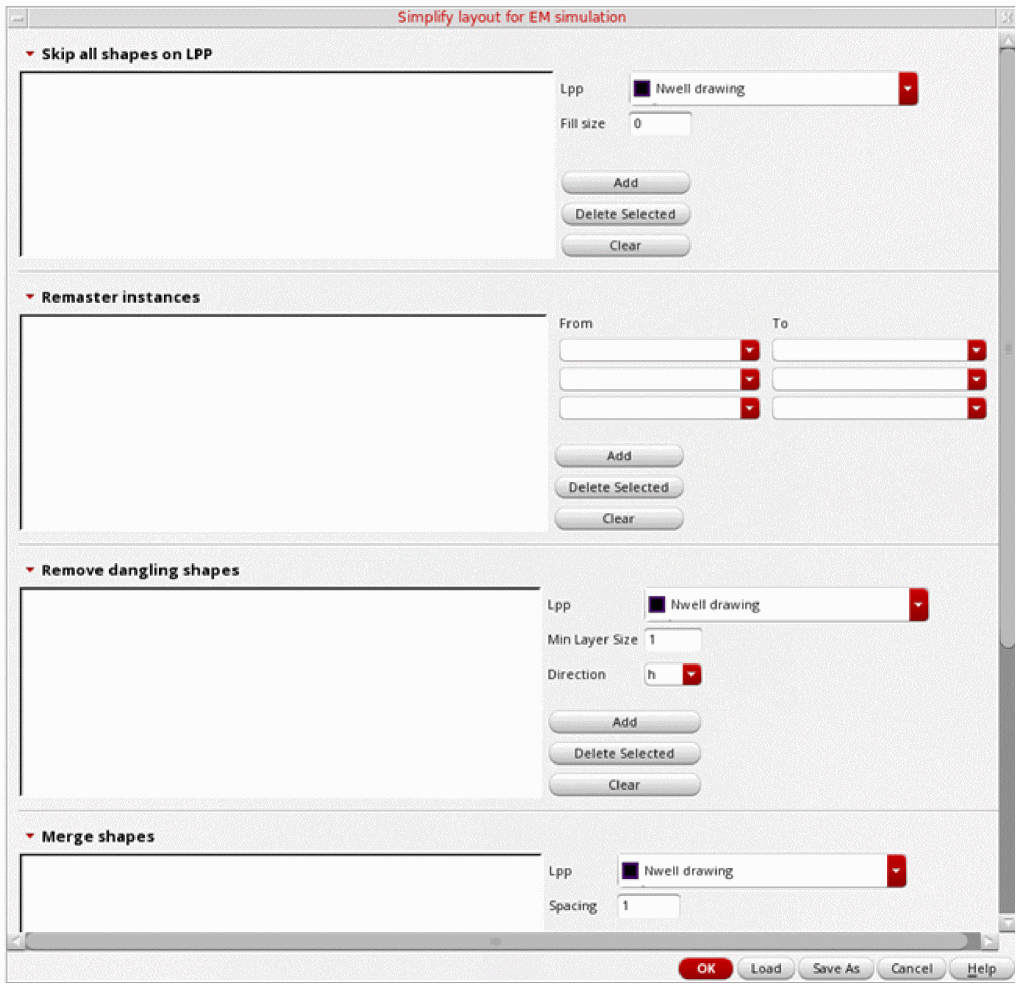 Simplify layout for EM simulation
Skip all shapes on LPP
Lpp Nwell drawing
Fill size 0
Add
Delete Selected
Clear
Remaster instances
From To
Add
Delete Selected
Clear
Remove dangling shapes
Lpp Nwell drawing
Min Layer Size 1
Direction h
Add
Delete Selected
Clear
Merge shapes
Lpp Nwell drawing
Spacing 1
OK Load Save As Cancel Help